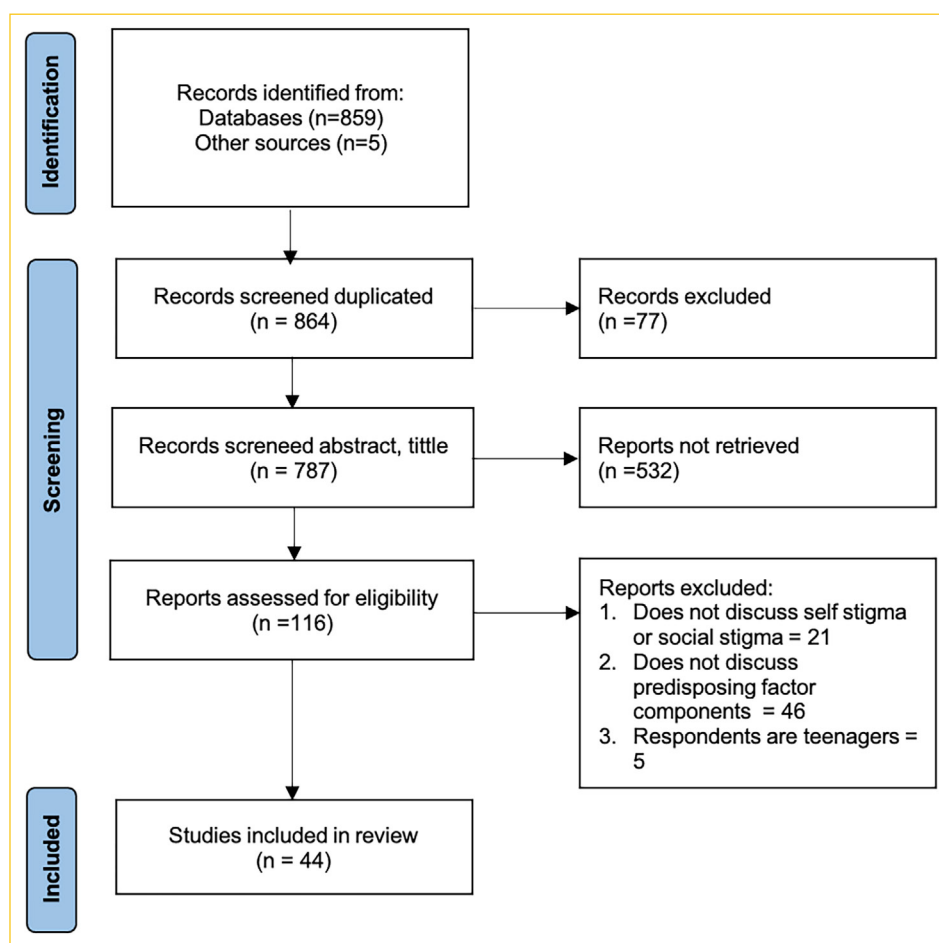 Identification
Records identified from:
Databases (n=859)
Other sources (n=5)
Screening
Records screened duplicated
(n = 864)
Records excluded
(n =77)
Records screneed abstract, tittle
(n = 787)
Reports not retrieved
(n =532)
Reports assessed for eligibility
(n =116)
Reports excluded:
1. Does not discuss self stigma
or social stigma = 21
2. Does not discuss
predisposing factor
components = 46
3. Respondents are teenagers =
5
Included
Studies included in review
(n = 44)